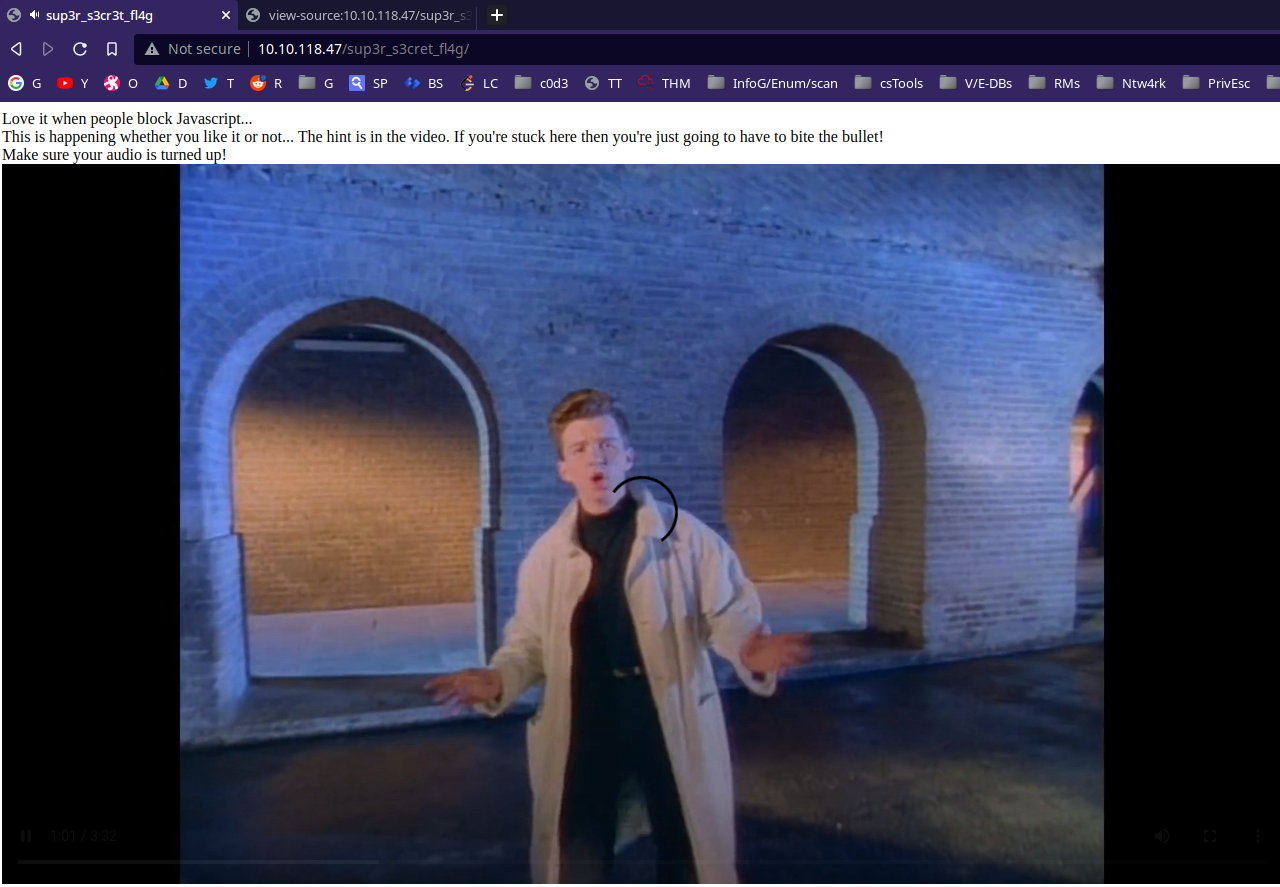 sup3r_s3cr3t_fl4g
view-source:10.10.118.47/sup3r_s3
Not secure 10.10.118.47/sup3r_s3cret_fl4g/
G Y O D T R G SP BS LC c0d3 TT THM InfoG/Enum/scan csTools V/E-DBs RMs Ntw4rk PrivEsc
Love it when people block Javascript...
This is happening whether you like it or not... The hint is in the video. If you're stuck here then you're just going to have to bite the bullet!
Make sure your audio is turned up!
1:01 / 3:32